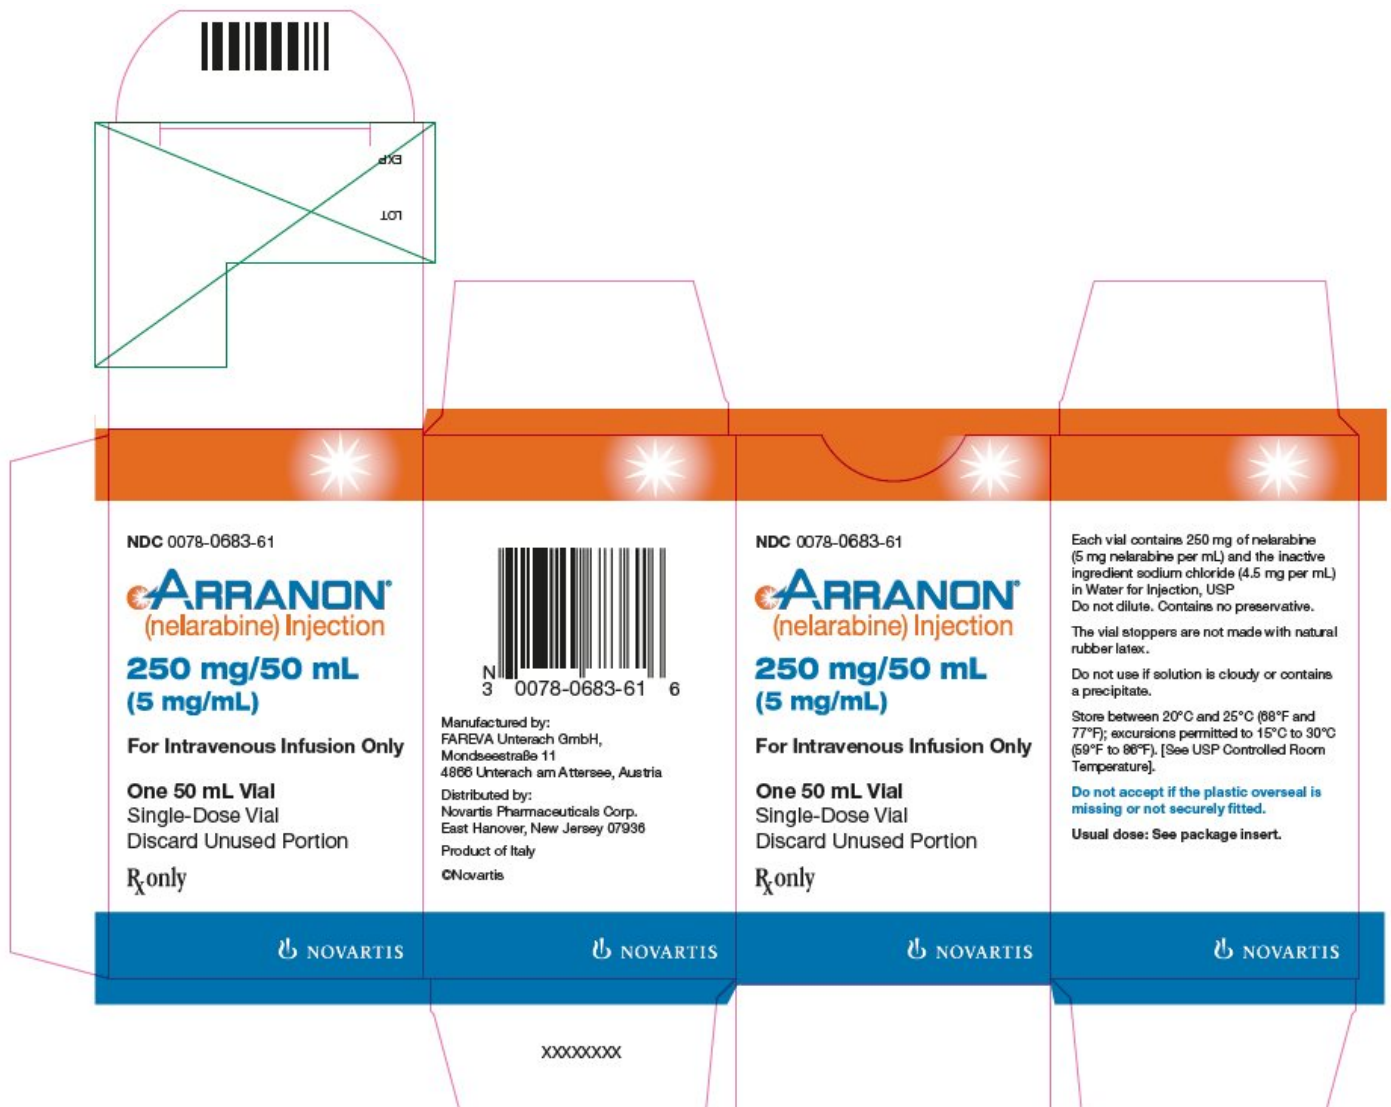 EXP
LOT
NDC 0078-0683-61
ARRANON®
(nelarabine) Injection
250 mg/50 mL
(5 mg/mL)
For Intravenous Infusion Only
One 50 mL Vial
Single-Dose Vial
Discard Unused Portion
Rx only
NOVARTIS
N
3 0078-0683-61 6
Manufactured by:
FAREVA Unterach GmbH,
Mondseestraße 11
4866 Unterach am Attersee, Austria
Distributed by:
Novartis Pharmaceuticals Corp.
East Hanover, New Jersey 07936
Product of Italy
©Novartis
NOVARTIS
XXXXXXXX
NDC 0078-0683-61
ARRANON®
(nelarabine) Injection
250 mg/50 mL
(5 mg/mL)
For Intravenous Infusion Only
One 50 mL Vial
Single-Dose Vial
Discard Unused Portion
Rx only
NOVARTIS
Each vial contains 250 mg of nelarabine
(5 mg nelarabine per mL) and the inactive
ingredient sodium chloride (4.5 mg per mL)
in Water for Injection, USP
Do not dilute. Contains no preservative.
The vial stoppers are not made with natural
rubber latex.
Do not use if solution is cloudy or contains
a precipitate.
Store between 20°C and 25°C (68°F and
77°F); excursions permitted to 15°C to 30°C
(59°F to 86°F). [See USP Controlled Room
Temperature].
Do not accept if the plastic overseal is
missing or not securely fitted.
Usual dose: See package insert.
NOVARTIS